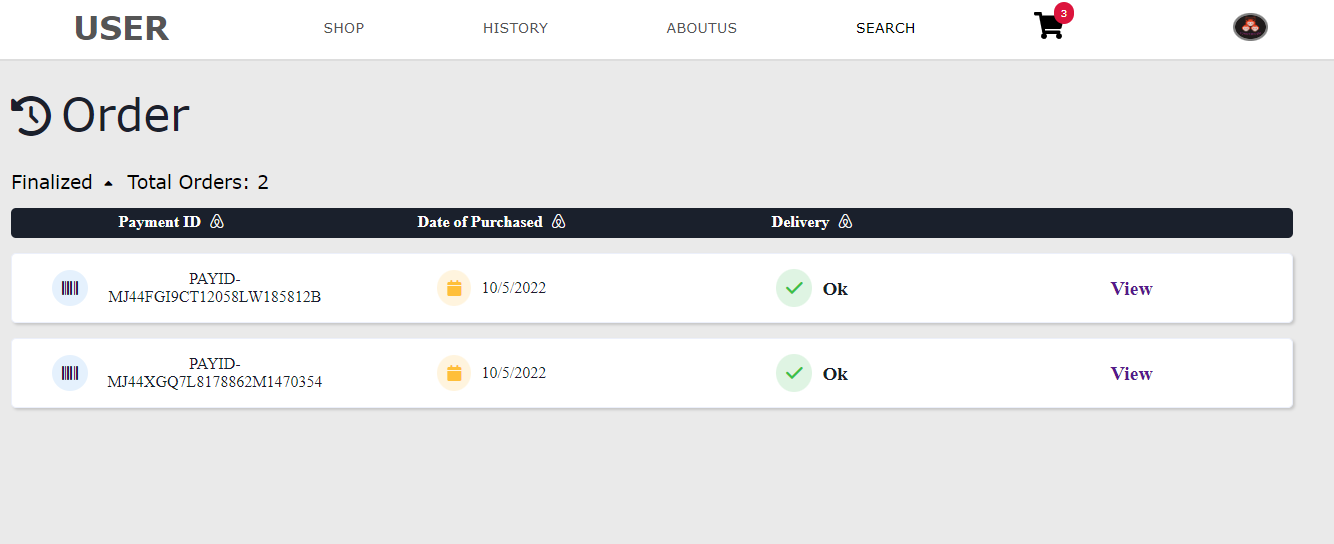 USER SHOP HISTORY ABOUTUS SEARCH 3
Order
Finalized Total Orders: 2
Payment ID Date of Purchased Delivery
PAYID-
MJ44FGI9CT12058LW185812B 10/5/2022 Ok View
PAYID-
MJ44XGQ7L8178862M1470354 10/5/2022 Ok View